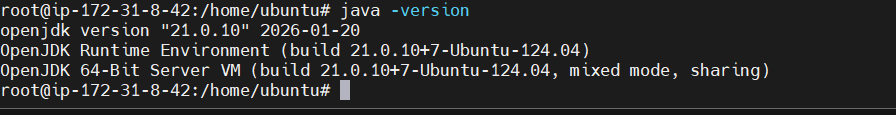 root@ip-172-31-8-42:/home/ubuntu# java -version
openjdk version "21.0.10" 2026-01-20
OpenJDK Runtime Environment (build 21.0.10+7-Ubuntu-124.04)
OpenJDK 64-Bit Server VM (build 21.0.10+7-Ubuntu-124.04, mixed mode, sharing)
root@ip-172-31-8-42:/home/ubuntu#